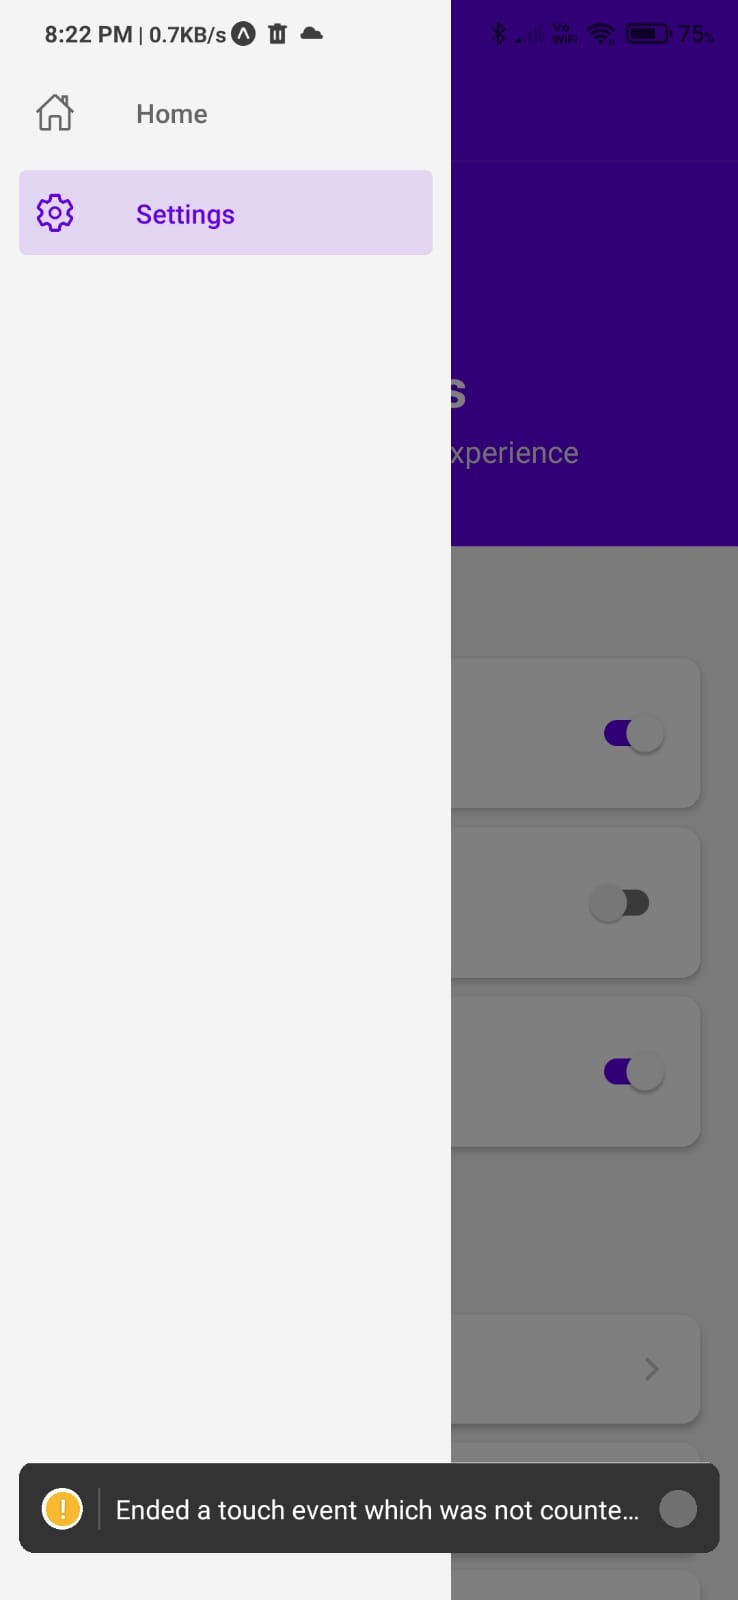 8:22 PM | 0.7KB/s
Vo
WiFi
75%
Home
Settings
s
xperience
Ended a touch event which was not counte...